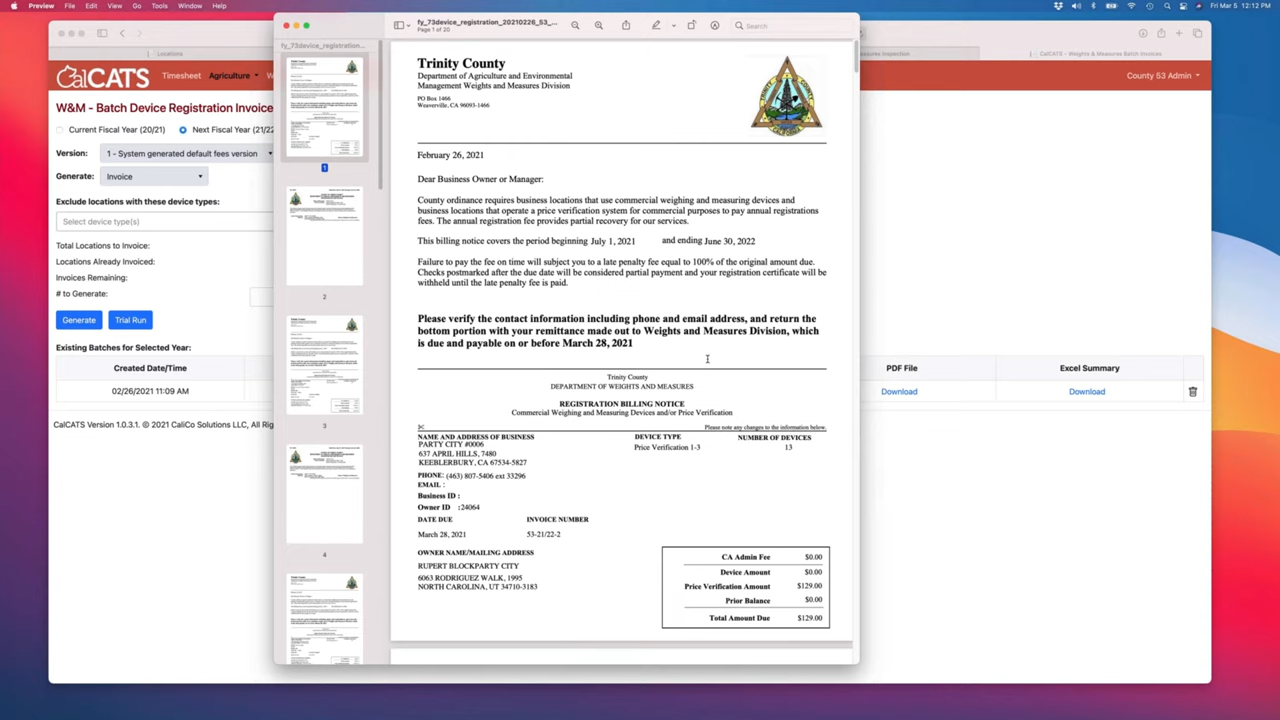 Preview File Edit View Go Tools Window Help
Fri Mar 5 12:12 PM
Locations
CalCATS – Weights & Measures Batch Invoices
CalCATS Timesheet Agriculture
County 53 Admin
W&M - Batch Device Registration Invoice
Current Fiscal Year (20/21) Next Fiscal Year (21/22
Version: 1 - System generated default fees version
Generate: Invoice
Exclude locations with these device types:
Select device type(s)
Total Locations to Invoice:
Locations Already Invoiced:
Invoices Remaining:
# to Generate:
Generate Trial Run
Existing Batches for Selected Year:
Created Date/Time PDF File Excel Summary
02/26/2021 11:09 AM Download Download
CalCATS Version 1.0.3.1. © 2021 CaliCo Solutions LLC, All Rig
fy_73device_registration_20210226_53_...
Page 1 of 20
Search
fy_73device_registration...
1
2
3
4
Trinity County
Department of Agriculture and Environmental
Management Weights and Measures Division
PO Box 1466
Weaverville, CA 96093-1466
February 26, 2021
Dear Business Owner or Manager:
County ordinance requires business locations that use commercial weighing and measuring devices and
business locations that operate a price verification system for commercial purposes to pay annual registrations
fees. The annual registration fee provides partial recovery for our services.
This billing notice covers the period beginning July 1, 2021 and ending June 30, 2022
Failure to pay the fee on time will subject you to a late penalty fee equal to 100% of the original amount due.
Checks postmarked after the due date will be considered partial payment and your registration certificate will be
withheld until the late penalty fee is paid.
Please verify the contact information including phone and email address, and return the
bottom portion with your remittance made out to Weights and Measures Division, which
is due and payable on or before March 28, 2021
Trinity County
DEPARTMENT OF WEIGHTS AND MEASURES
REGISTRATION BILLING NOTICE
Commercial Weighing and Measuring Devices and/or Price Verification
Please note any changes to the information below.
NAME AND ADDRESS OF BUSINESS DEVICE TYPE NUMBER OF DEVICES
PARTY CITY #0006 Price Verification 1-3 13
637 APRIL HILLS, 7480
KEEBLERBURY, CA 67534-5827
PHONE: (463) 807-5406 ext 33296
EMAIL :
Business ID :
Owner ID :24064
DATE DUE INVOICE NUMBER
March 28, 2021 53-21/22-2
OWNER NAME/MAILING ADDRESS
RUPERT BLOCKPARTY CITY
6063 RODRIGUEZ WALK, 1995
NORTH CAROLINA, UT 34710-3183
CA Admin Fee $0.00
Device Amount $0.00
Price Verification Amount $129.00
Prior Balance $0.00
Total Amount Due $129.00